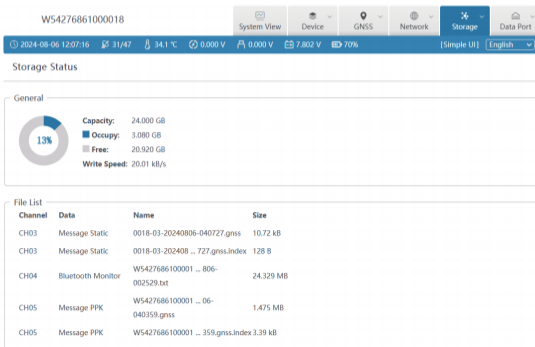 W54276861000018
System View
Device
GNSS
Network
Storage
Data Port
2024-08-06 12:07:16 31/47 34.1 ℃ 0.000 V 0.000 V 7.802 V 70% [Simple UI] English
Storage Status
General
13%
Capacity: 24.000 GB
Occupy: 3.080 GB
Free: 20.920 GB
Write Speed: 20.01 kB/s
File List
Channel Data Name Size
CH03 Message Static 0018-03-20240806-040727.gnss 10.72 kB
CH03 Message Static 0018-03-202408 ... 727.gnss.index 128 B
CH04 Bluetooth Monitor W5427686100001 ... 806-002529.txt 24.329 MB
CH05 Message PPK W5427686100001 ... 06-040359.gnss 1.475 MB
CH05 Message PPK W5427686100001 ... 359.gnss.index 3.39 kB